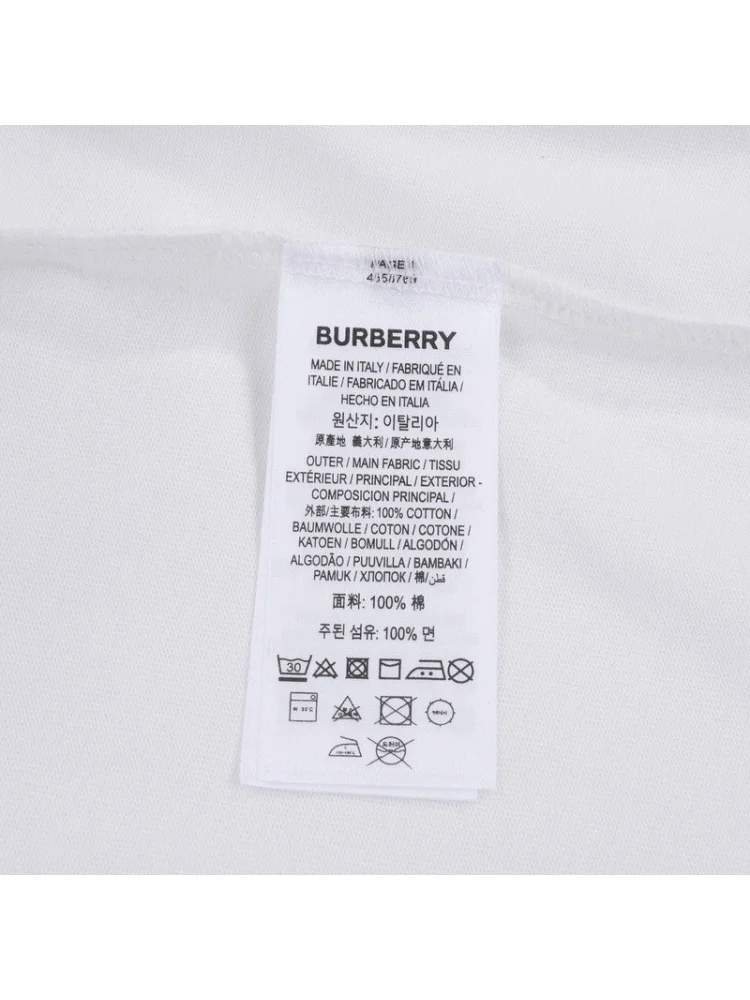 BURBERRY
MADE IN ITALY / FABRIQUÉ EN
ITALIE / FABRICADO EM ITÁLIA /
HECHO EN ITALIA
원산지: 이탈리아
原產地 義大利 / 原产地意大利
OUTER / MAIN FABRIC / TISSU
EXTÉRIEUR / PRINCIPAL / EXTERIOR -
COMPOSICION PRINCIPAL /
外部/主要布料: 100% COTTON /
BAUMWOLLE / COTON / COTONE /
KATOEN / BOMULL / ALGODÓN /
ALGODÃO / PUUVILLA / BAMBAKI /
PAMUK / ХЛОПОК / 棉/قطن
面料: 100% 棉
주된 섬유: 100% 면
30